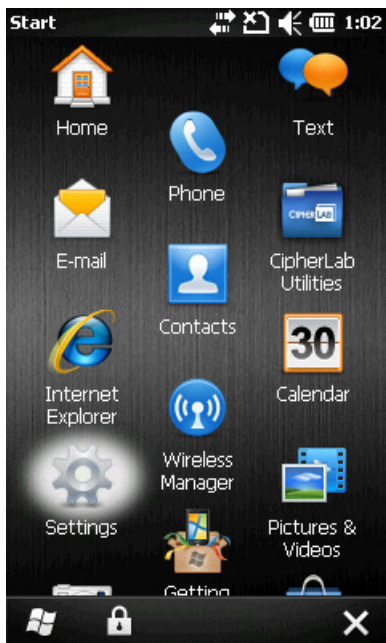 Start 1:02
Home
Text
Phone
E-mail
CIPHERLAB
CipherLab
Utilities
Contacts
30
Internet
Explorer
Calendar
Wireless
Manager
Settings
Pictures &
Videos
Getting